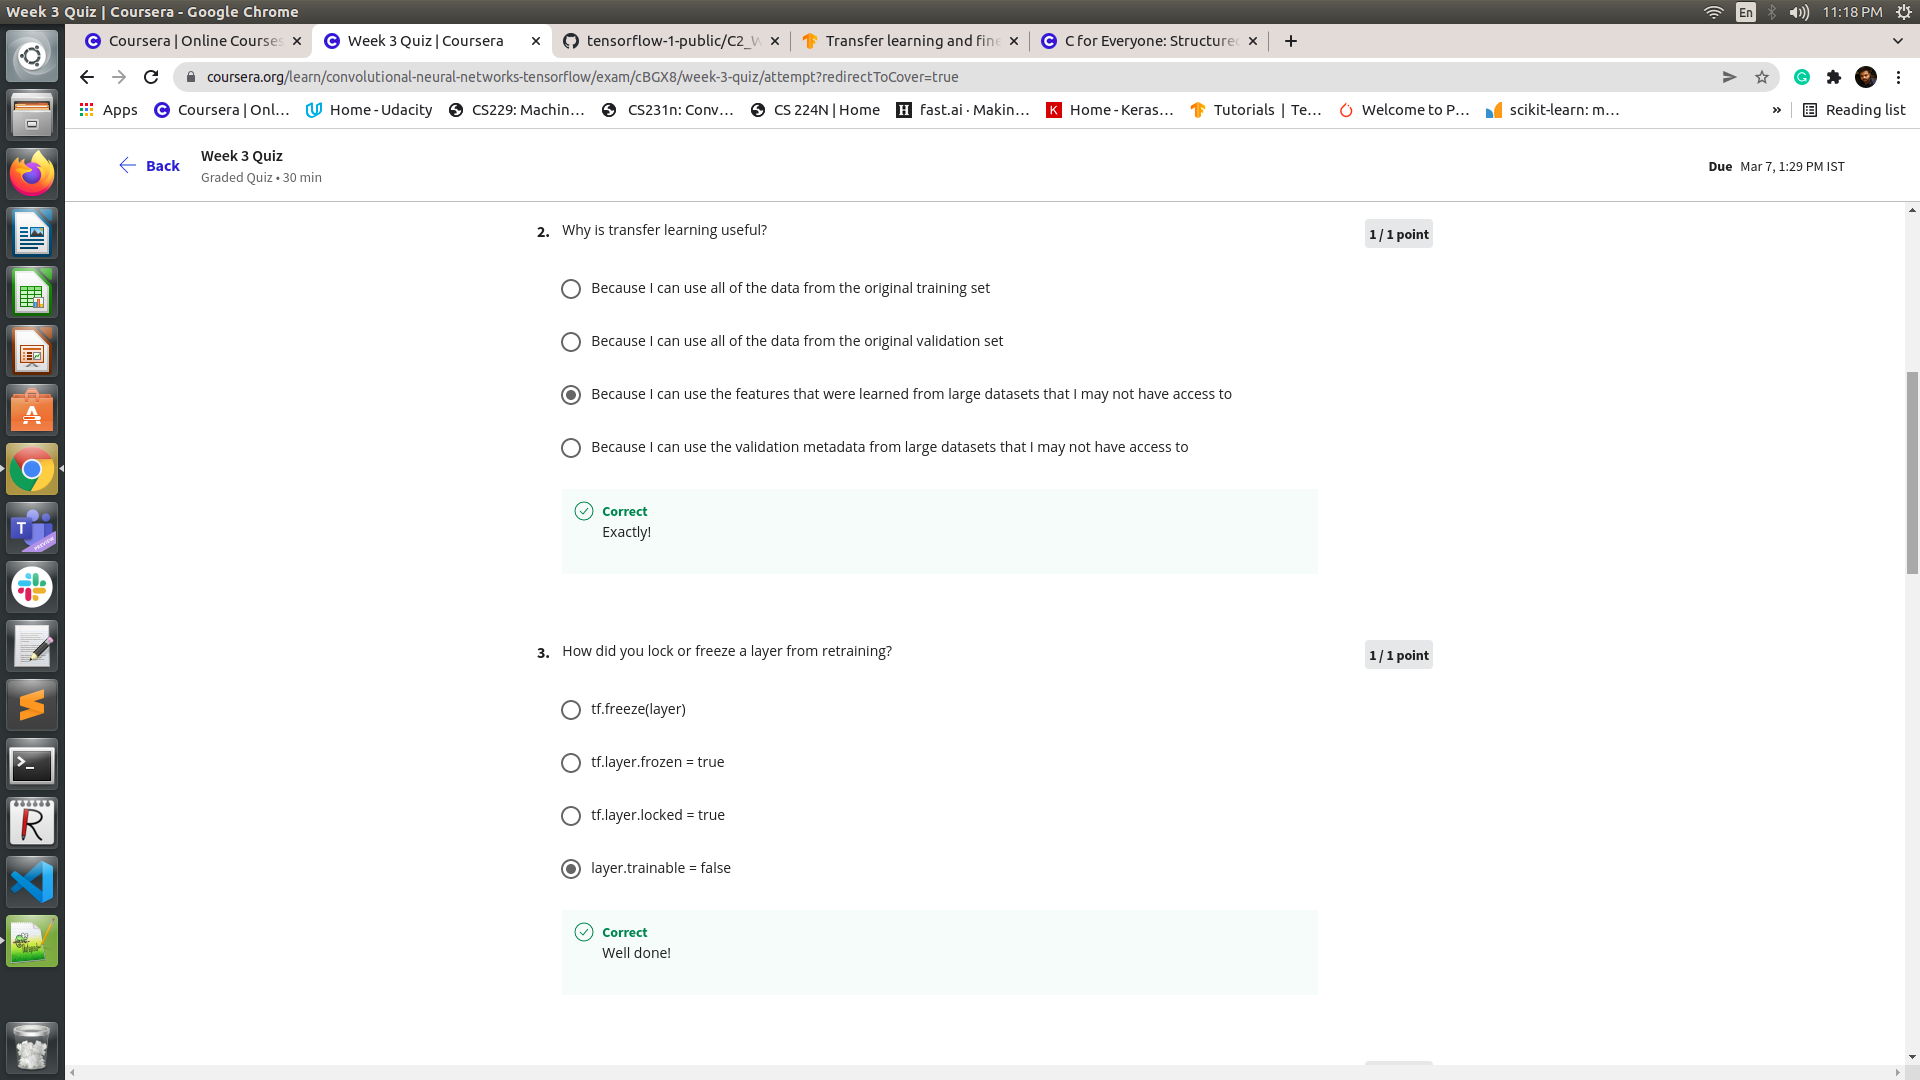 Week 3 Quiz | Coursera - Google Chrome
En
11:18 PM
Coursera | Online Courses
Week 3 Quiz | Coursera
tensorflow-1-public/C2_W
Transfer learning and fine
C for Everyone: Structured
coursera.org/learn/convolutional-neural-networks-tensorflow/exam/cBGX8/week-3-quiz/attempt?redirectToCover=true
Apps
Coursera | Onl...
Home - Udacity
CS229: Machin...
CS231n: Conv...
CS 224N | Home
fast.ai · Makin...
Home - Keras...
Tutorials | Te...
Welcome to P...
scikit-learn: m...
»
Reading list
Back
Week 3 Quiz
Graded Quiz • 30 min
Due Mar 7, 1:29 PM IST
2. Why is transfer learning useful?
1 / 1 point
Because I can use all of the data from the original training set
Because I can use all of the data from the original validation set
Because I can use the features that were learned from large datasets that I may not have access to
Because I can use the validation metadata from large datasets that I may not have access to
Correct
Exactly!
3. How did you lock or freeze a layer from retraining?
1 / 1 point
tf.freeze(layer)
tf.layer.frozen = true
tf.layer.locked = true
layer.trainable = false
Correct
Well done!